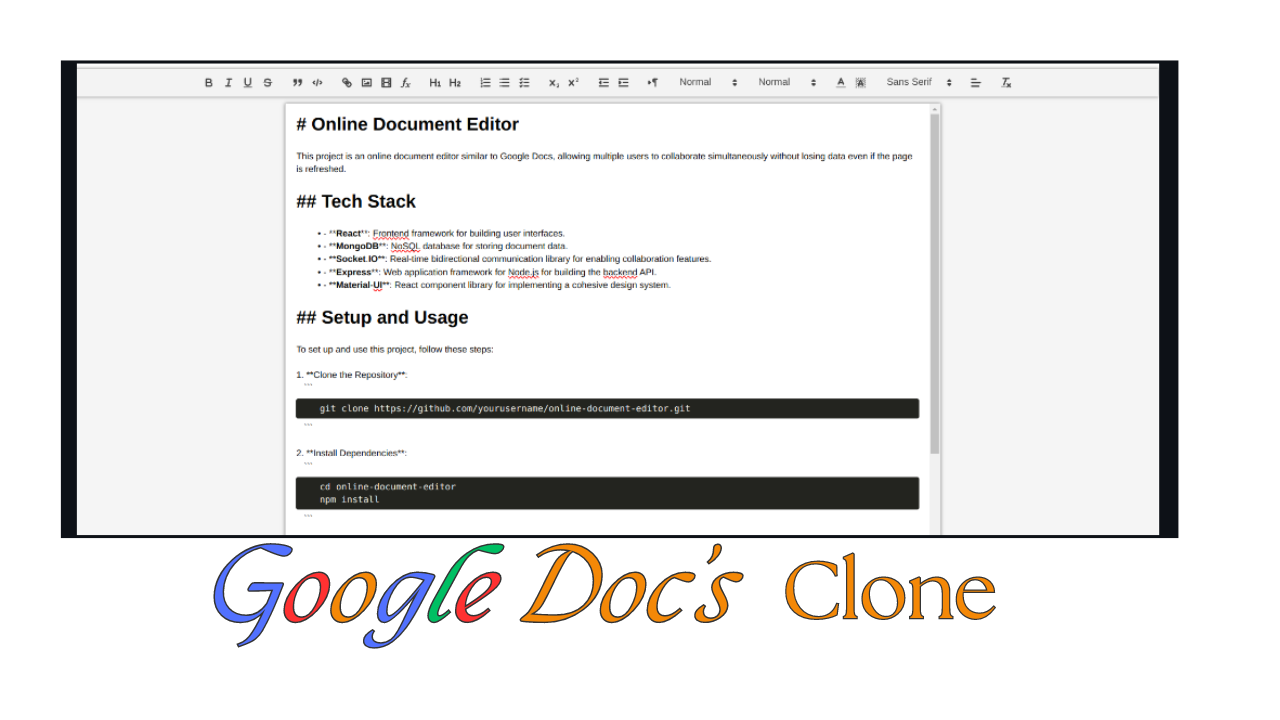 B I U S H1 H2 X2 X2 Normal Normal A A Sans Serif Tx
# Online Document Editor
This project is an online document editor similar to Google Docs, allowing multiple users to collaborate simultaneously without losing data even if the page
is refreshed.
## Tech Stack
• - **React**: Frontend framework for building user interfaces.
• - **MongoDB**: NoSQL database for storing document data.
• - **Socket.IO**: Real-time bidirectional communication library for enabling collaboration features.
• - **Express**: Web application framework for Node.js for building the backend API.
• - **Material-UI**: React component library for implementing a cohesive design system.
## Setup and Usage
To set up and use this project, follow these steps:
1. **Clone the Repository**:
```
git clone https://github.com/yourusername/online-document-editor.git
```
2. **Install Dependencies**:
```
cd online-document-editor
npm install
```
Google Doc's Clone